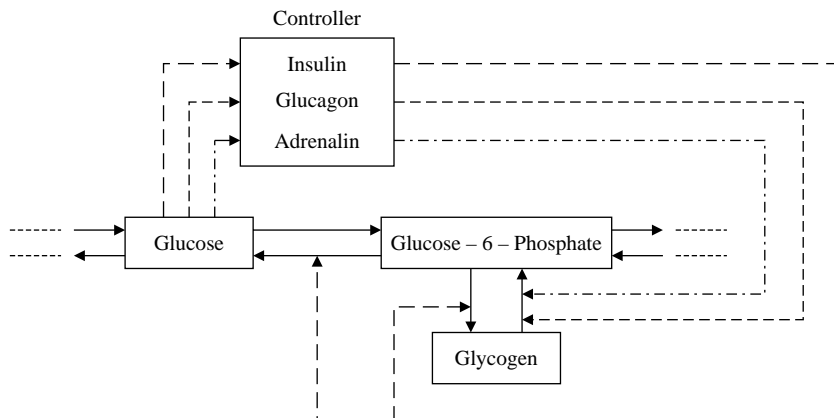 Controller
Insulin
Glucagon
Adrenalin
Glucose
Glucose – 6 – Phosphate
Glycogen